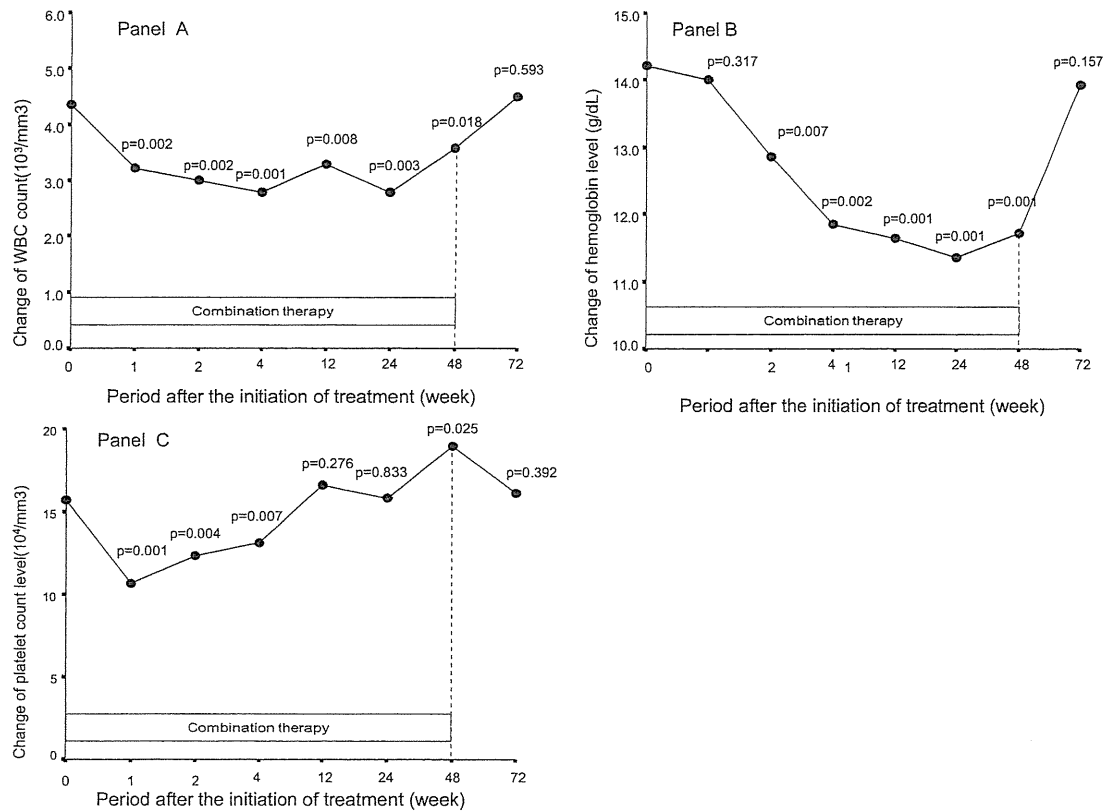 Panel A
6.0
5.0
4.0
3.0
2.0
1.0
0.0
Change of WBC count(10³/mm3)
p=0.002
p=0.002
p=0.001
p=0.008
p=0.003
p=0.018
p=0.593
Combination therapy
0 1 2 4 12 24 48 72
Period after the initiation of treatment (week)
Panel B
15.0
14.0
13.0
12.0
11.0
10.0
Change of hemoglobin level (g/dL)
p=0.317
p=0.007
p=0.002
p=0.001
p=0.001
p=0.001
p=0.157
Combination therapy
0 2 4 1 12 24 48 72
Period after the initiation of treatment (week)
Panel C
20
15
10
5
0
Change of platelet count level(10⁴/mm3)
p=0.001
p=0.004
p=0.007
p=0.276
p=0.833
p=0.025
p=0.392
Combination therapy
0 1 2 4 12 24 48 72
Period after the initiation of treatment (week)